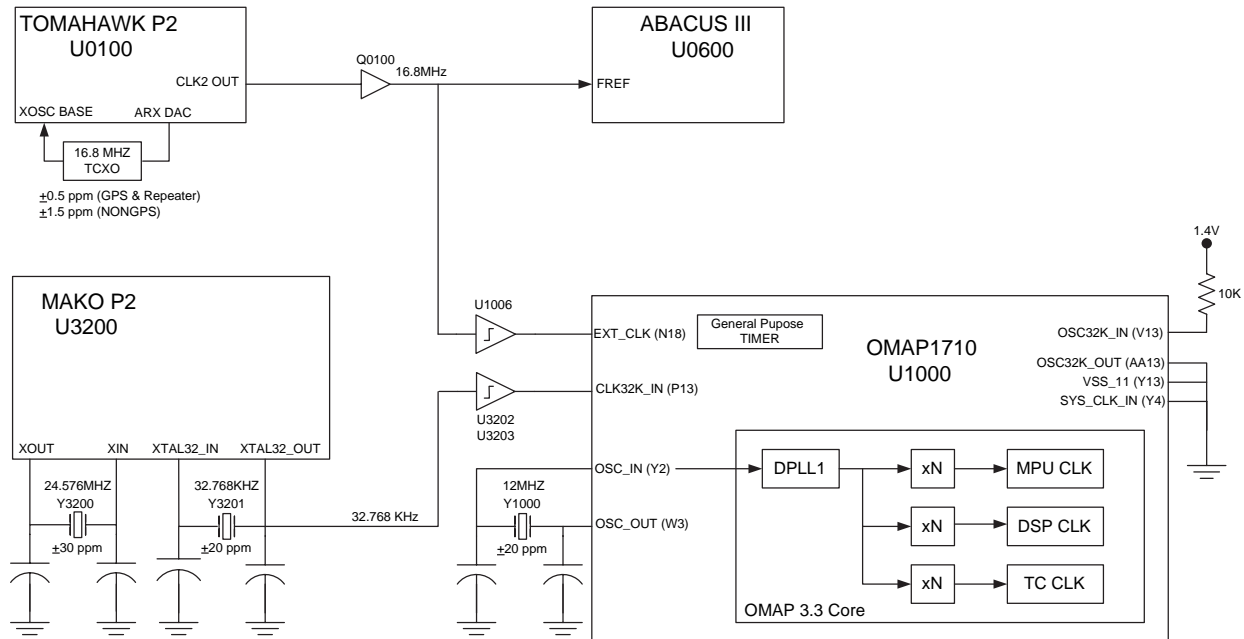 TOMAHAWK P2
U0100
CLK2 OUT
XOSC BASE
ARX DAC
16.8 MHZ
TCXO
±0.5 ppm (GPS & Repeater)
±1.5 ppm (NONGPS)
Q0100
16.8MHz
ABACUS III
U0600
FREF
MAKO P2
U3200
XOUT
XIN
XTAL32_IN
XTAL32_OUT
24.576MHZ
Y3200
±30 ppm
32.768KHZ
Y3201
±20 ppm
32.768 KHz
U1006
U3202
U3203
12MHZ
Y1000
±20 ppm
EXT_CLK (N18)
General Pupose
TIMER
CLK32K_IN (P13)
OSC_IN (Y2)
OSC_OUT (W3)
OMAP1710
U1000
1.4V
10K
OSC32K_IN (V13)
OSC32K_OUT (AA13)
VSS_11 (Y13)
SYS_CLK_IN (Y4)
DPLL1
xN
MPU CLK
xN
DSP CLK
xN
TC CLK
OMAP 3.3 Core